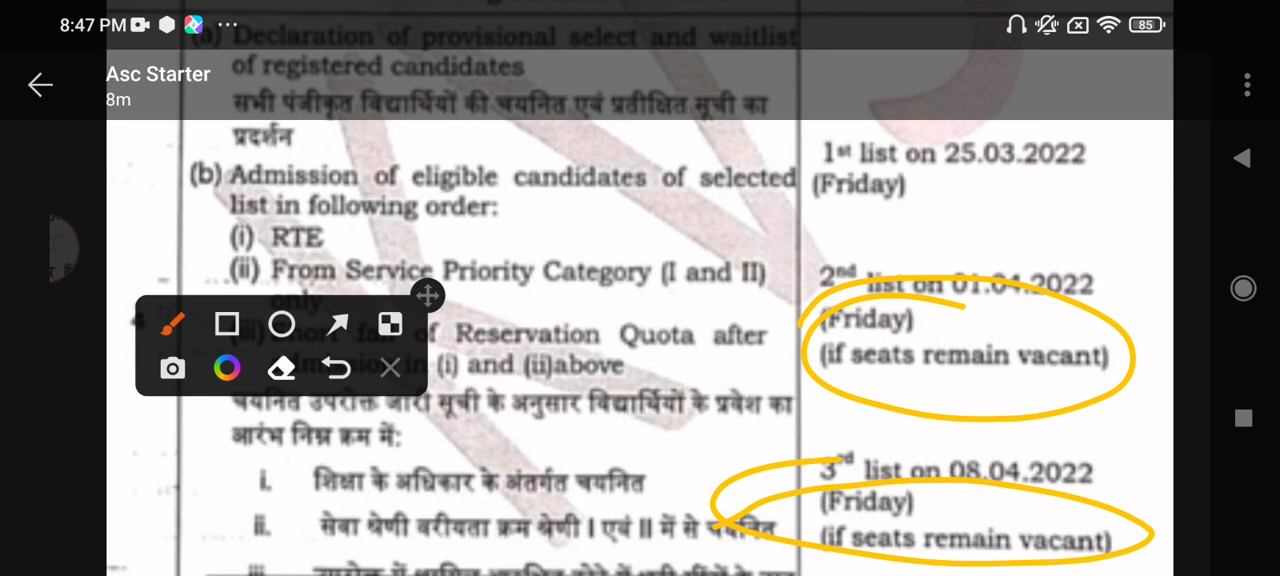 8:47 PM
85
Asc Starter
8m
(a) Declaration of provisional select and waitlist
of registered candidates
सभी पंजीकृत विद्यार्थियों की चयनित एवं प्रतीक्षित सूची का
प्रदर्शन
(b) Admission of eligible candidates of selected
list in following order:
(i) RTE
(ii) From Service Priority Category (I and II)
only
of Reservation Quota after
in (i) and (ii)above
चयनित उपरोक्त जारी सूची के अनुसार विद्यार्थियों के प्रवेश का
आरंभ निम्न क्रम में:
i. शिक्षा के अधिकार के अंतर्गत चयनित
ii. सेवा श्रेणी वरीयता क्रम श्रेणी I एवं II में से चयनित
iii.
1st list on 25.03.2022
(Friday)
2nd list on 01.04.2022
(Friday)
(if seats remain vacant)
3rd list on 08.04.2022
(Friday)
(if seats remain vacant)